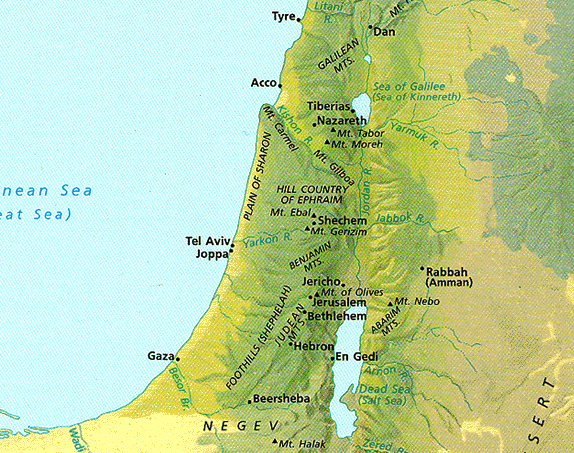 Tyre
Litani
R.
Mt.
Dan
GALILEAN
MTS.
Acco
Sea of Galilee
(Sea of Kinnereth)
Tiberias
Nazareth
Kishon R.
Mt. Carmel
Mt. Tabor
Mt. Moreh
Yarmuk R.
Mt. Gilboa
PLAIN OF SHARON
Jordan R.
nean Sea
eat Sea)
HILL COUNTRY
OF EPHRAIM
Mt. Ebal
Shechem
Mt. Gerizim
Jabbok R.
Tel Aviv
Joppa
Yarkon R.
BENJAMIN
MTS.
Rabbah
(Amman)
Jericho
Mt. of Olives
Jerusalem
Mt. Nebo
Bethlehem
ABARIM
MTS.
FOOTHILLS (SHEPHELAH)
JUDEAN
MTS.
Hebron
En Gedi
Gaza
Besor Br.
Arnon R.
Dead Sea
(Salt Sea)
Beersheba
NEGEV
Mt. Halak
Zered Br.
Wadi
SERT